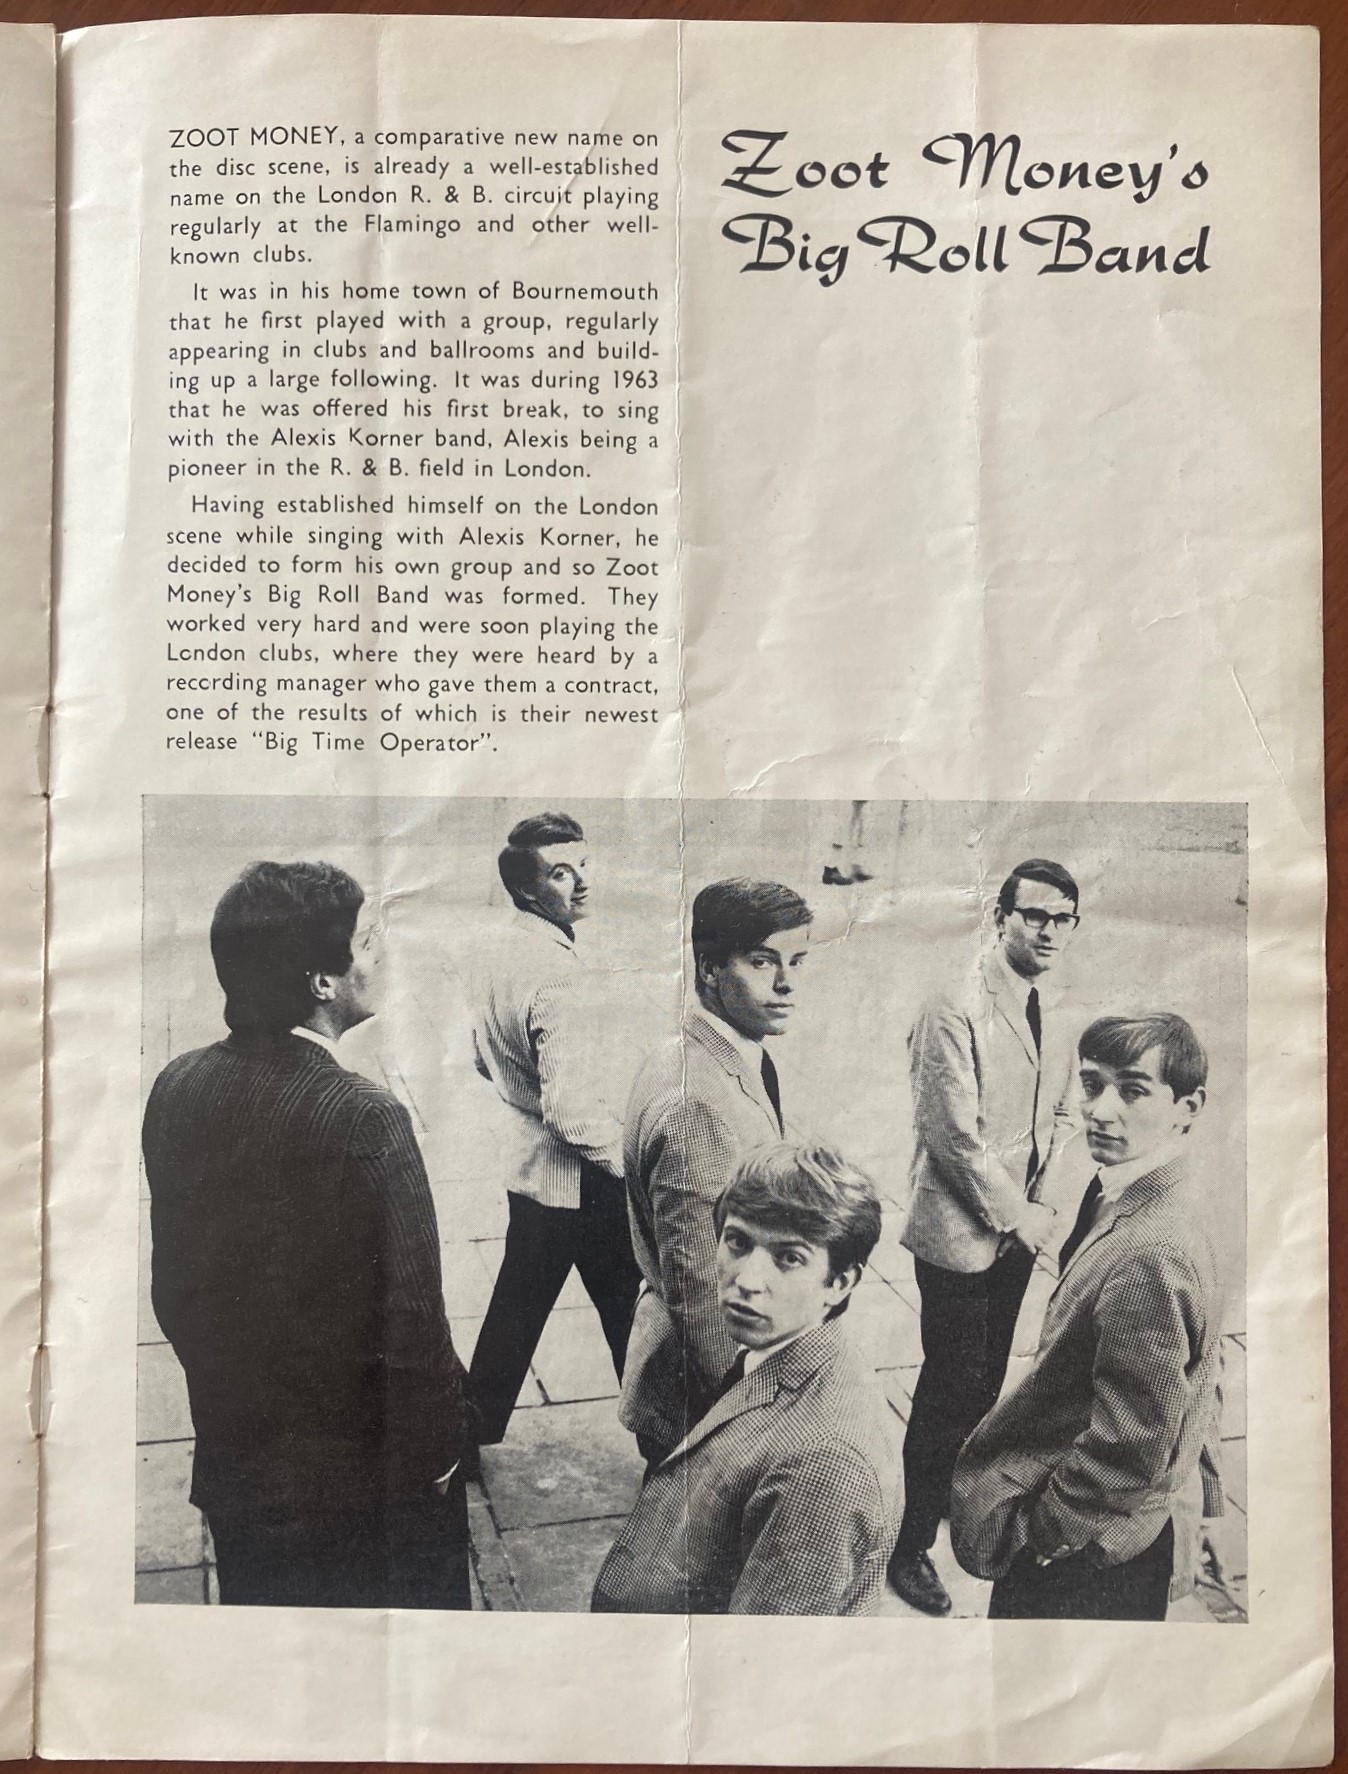 ZOOT MONEY, a comparative new name on
the disc scene, is already a well-established
name on the London R. & B. circuit playing
regularly at the Flamingo and other well-
known clubs.
It was in his home town of Bournemouth
that he first played with a group, regularly
appearing in clubs and ballrooms and build-
ing up a large following. It was during 1963
that he was offered his first break, to sing
with the Alexis Korner band, Alexis being a
pioneer in the R. & B. field in London.
Having established himself on the London
scene while singing with Alexis Korner, he
decided to form his own group and so Zoot
Money's Big Roll Band was formed. They
worked very hard and were soon playing the
London clubs, where they were heard by a
recording manager who gave them a contract,
one of the results of which is their newest
release “Big Time Operator”.
Zoot Money's
Big Roll Band